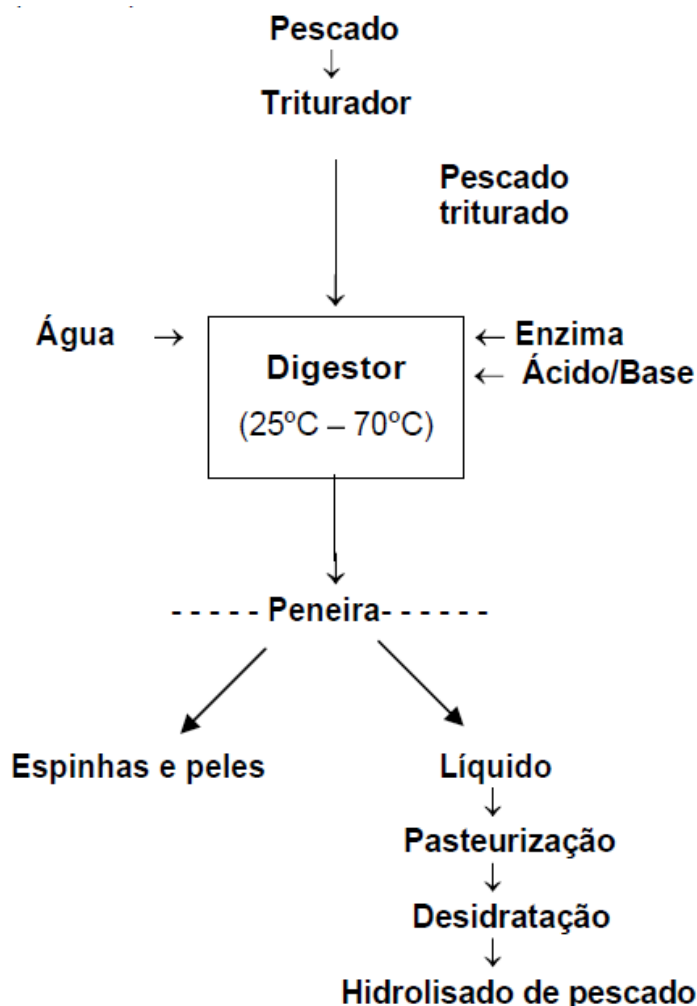 Pescado
↓
Triturador
Pescado
triturado
Água → ← Enzima
Digestor ← Ácido/Base
(25ºC – 70ºC)
- - - - - Peneira- - - - - -
Espinhas e peles Líquido
↓
Pasteurização
↓
Desidratação
↓
Hidrolisado de pescado